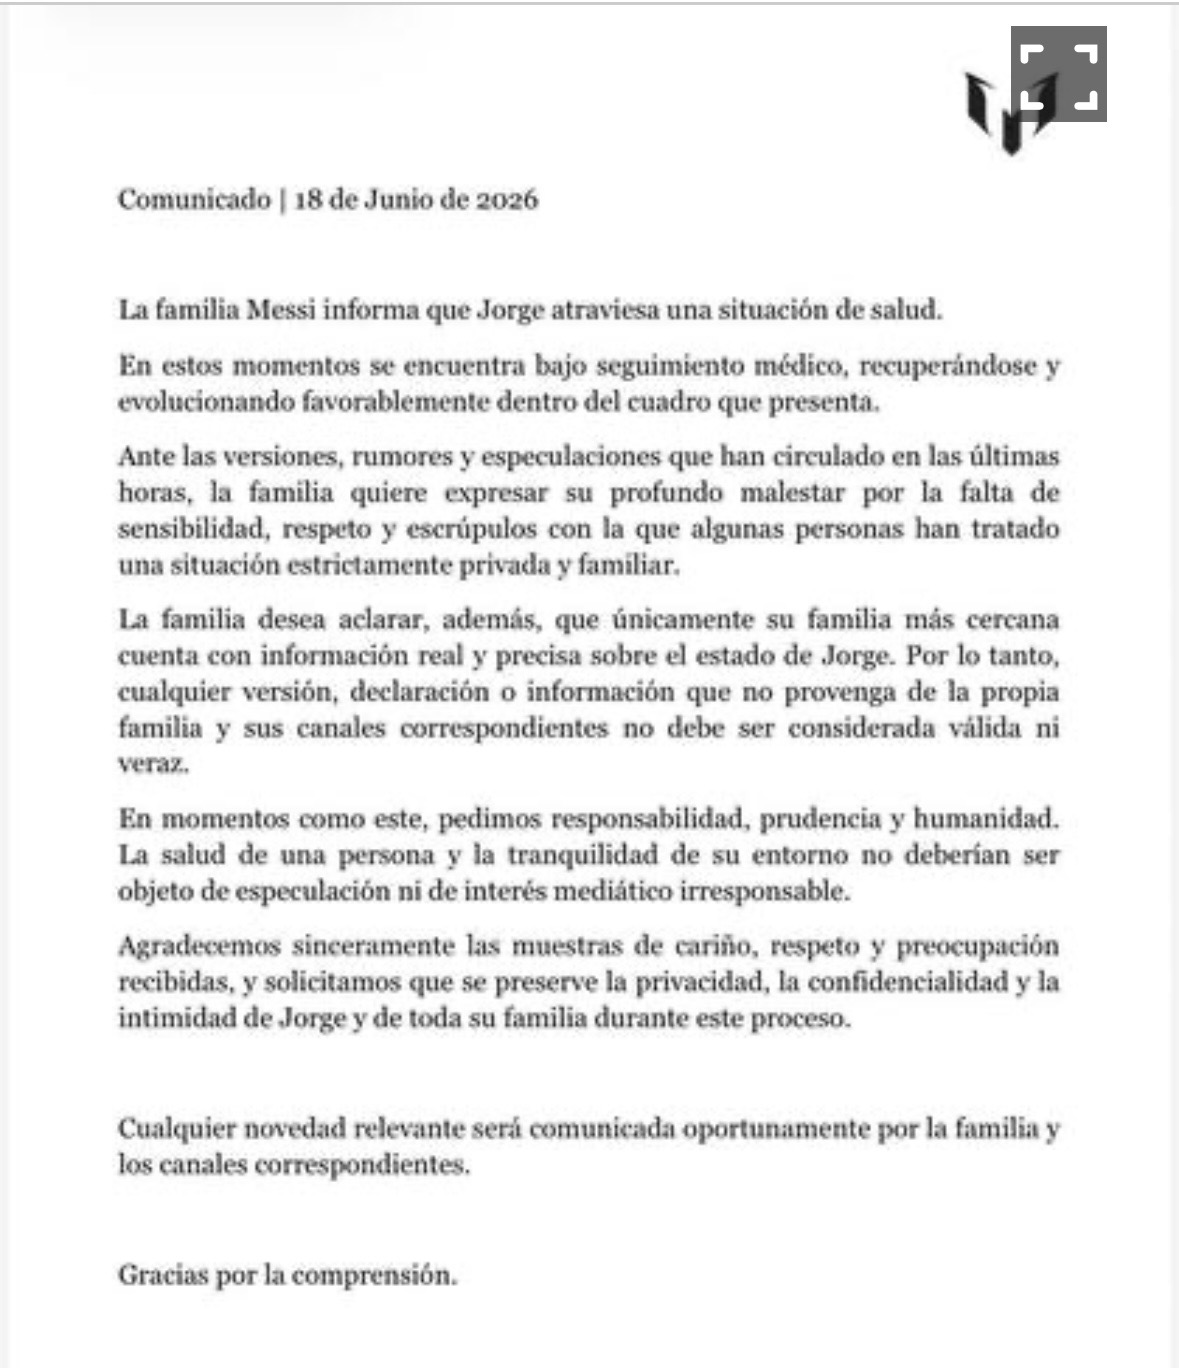 Comunicado | 18 de Junio de 2026
La familia Messi informa que Jorge atraviesa una situación de salud.
En estos momentos se encuentra bajo seguimiento médico, recuperándose y
evolucionando favorablemente dentro del cuadro que presenta.
Ante las versiones, rumores y especulaciones que han circulado en las últimas
horas, la familia quiere expresar su profundo malestar por la falta de
sensibilidad, respeto y escrúpulos con la que algunas personas han tratado
una situación estrictamente privada y familiar.
La familia desea aclarar, además, que únicamente su familia más cercana
cuenta con información real y precisa sobre el estado de Jorge. Por lo tanto,
cualquier versión, declaración o información que no provenga de la propia
familia y sus canales correspondientes no debe ser considerada válida ni
veraz.
En momentos como este, pedimos responsabilidad, prudencia y humanidad.
La salud de una persona y la tranquilidad de su entorno no deberían ser
objeto de especulación ni de interés mediático irresponsable.
Agradecemos sinceramente las muestras de cariño, respeto y preocupación
recibidas, y solicitamos que se preserve la privacidad, la confidencialidad y la
intimidad de Jorge y de toda su familia durante este proceso.
Cualquier novedad relevante será comunicada oportunamente por la familia y
los canales correspondientes.
Gracias por la comprensión.